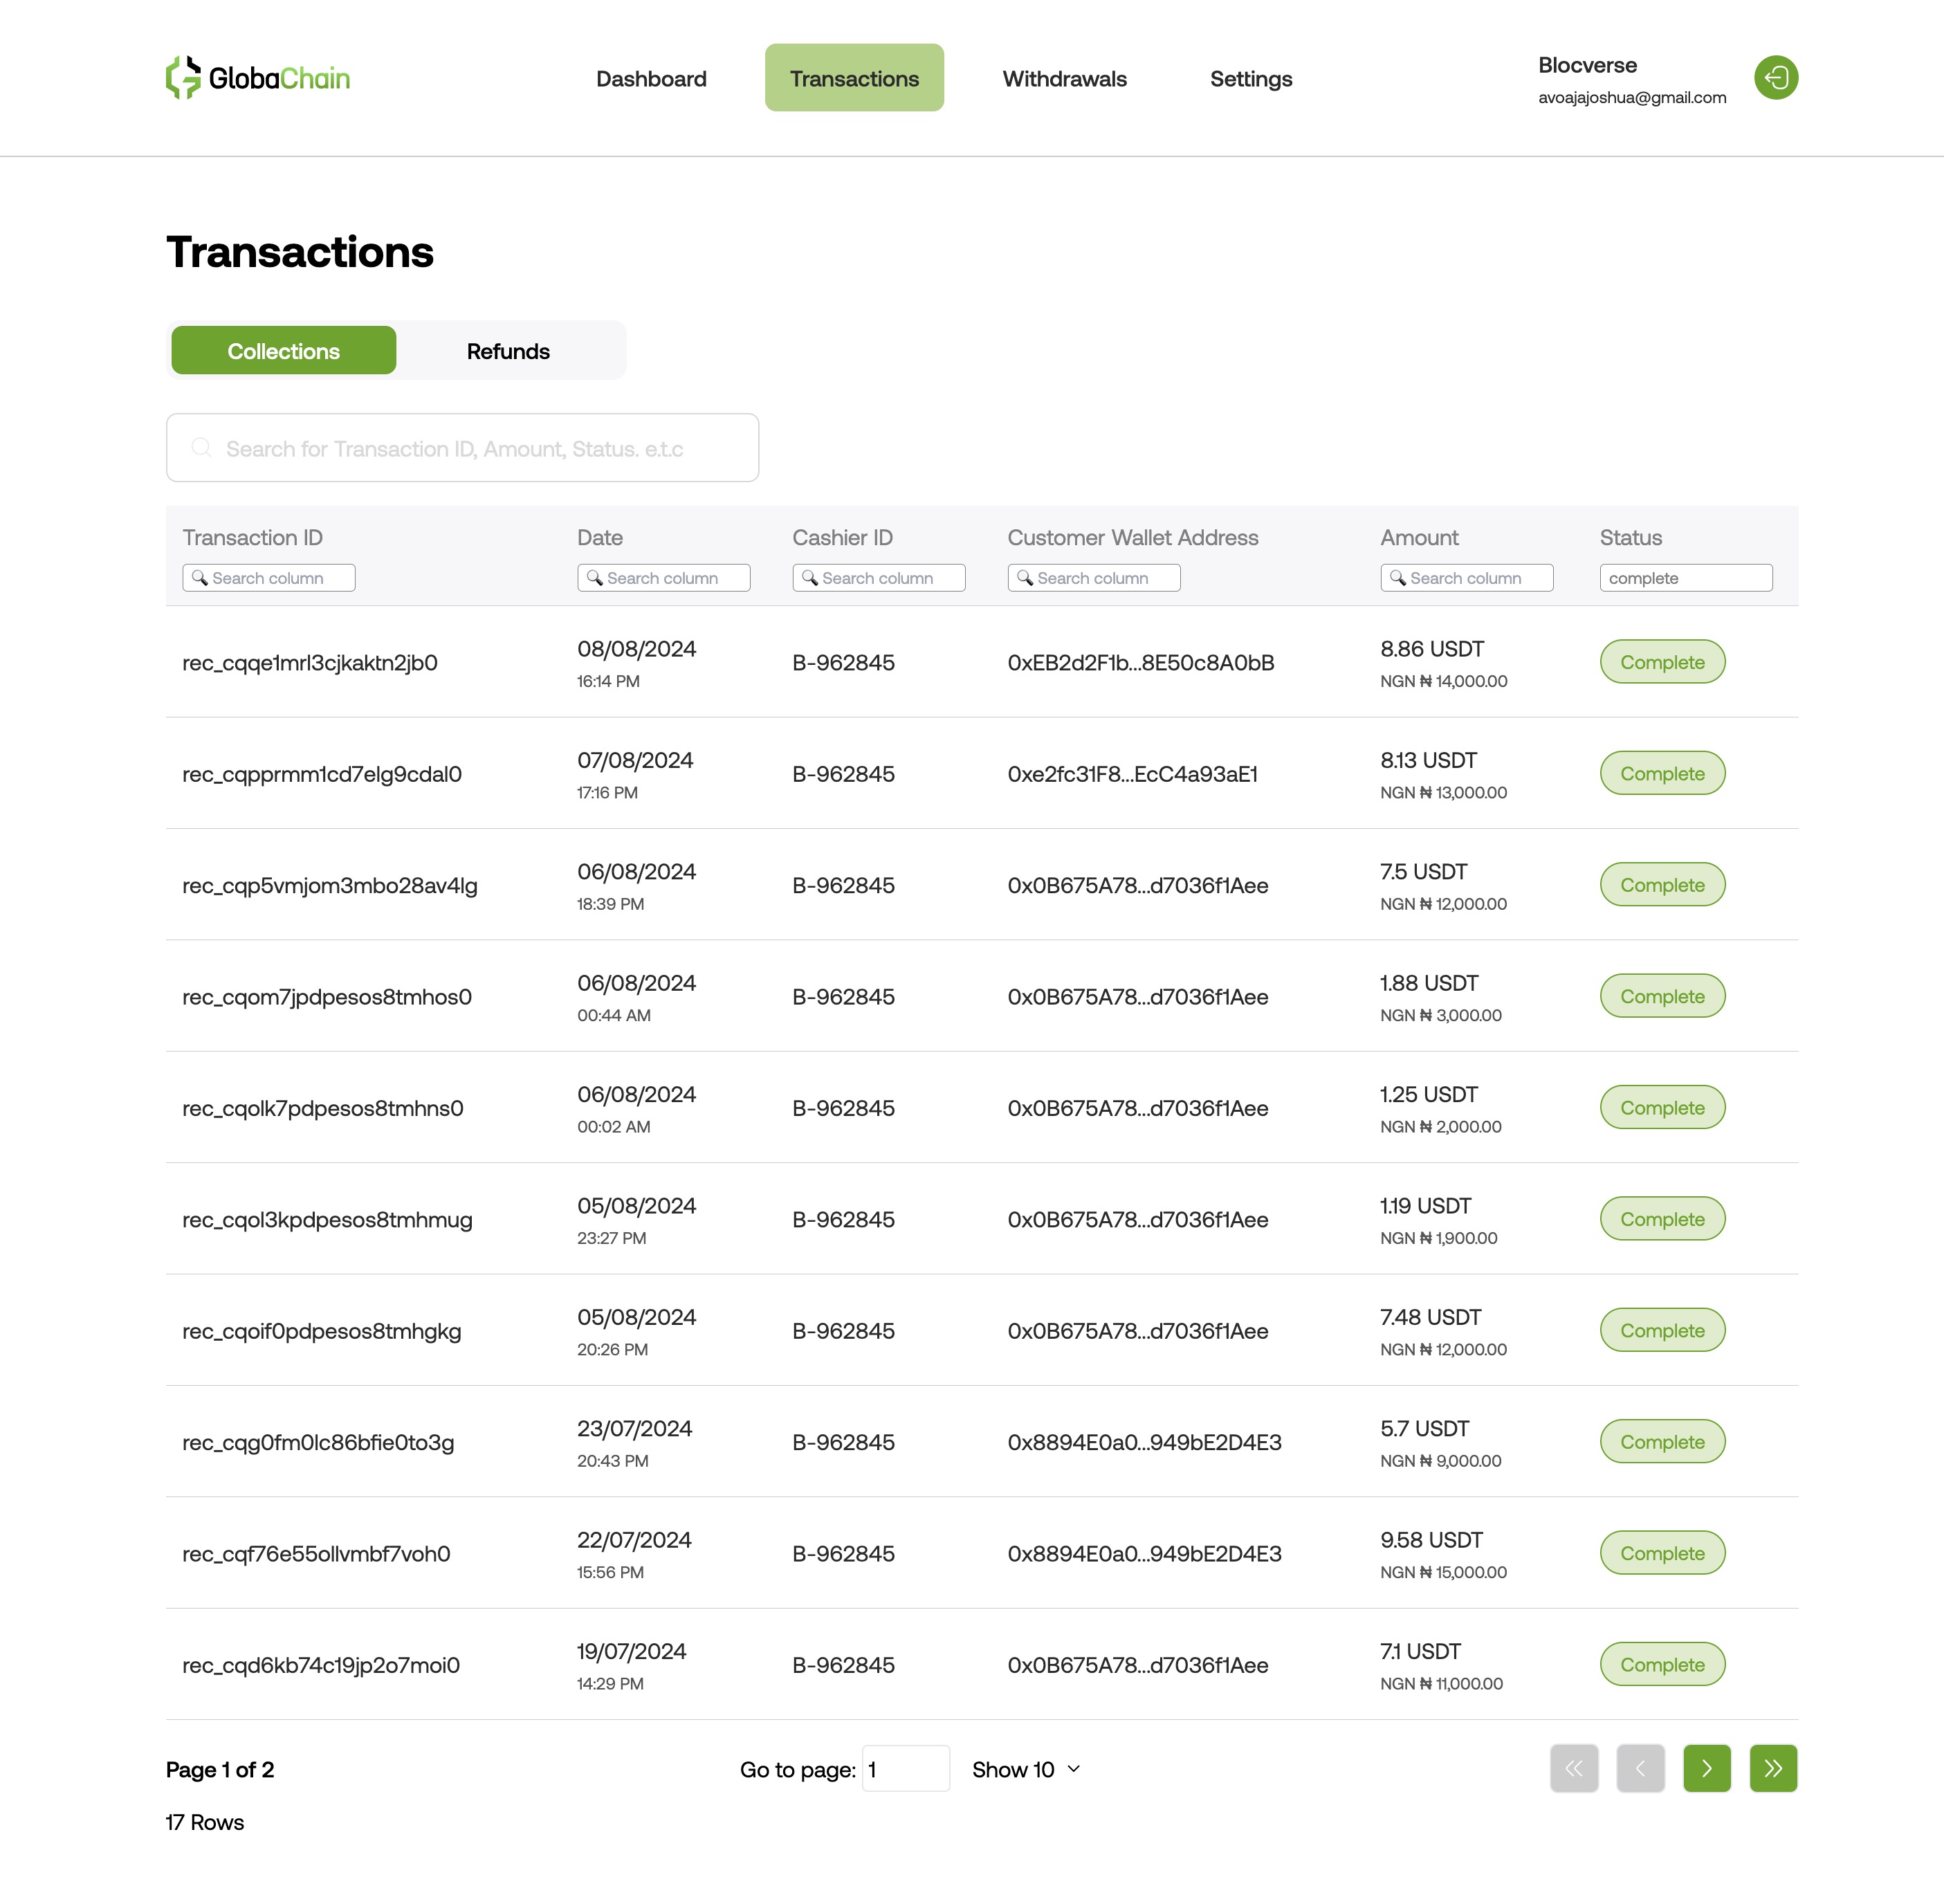 GlobaChain
Dashboard
Transactions
Withdrawals
Settings
Blocverse
avoajajoshua@gmail.com
Transactions
Collections
Refunds
Search for Transaction ID, Amount, Status. e.t.c
Transaction ID Date Cashier ID Customer Wallet Address Amount Status
Search column Search column Search column Search column Search column complete
rec_cqqe1mrl3cjkaktn2jb0 08/08/2024 B-962845 0xEB2d2F1b...8E50c8A0bB 8.86 USDT Complete
16:14 PM NGN ₦ 14,000.00
rec_cqpprmm1cd7elg9cdal0 07/08/2024 B-962845 0xe2fc31F8...EcC4a93aE1 8.13 USDT Complete
17:16 PM NGN ₦ 13,000.00
rec_cqp5vmjom3mbo28av4lg 06/08/2024 B-962845 0x0B675A78...d7036f1Aee 7.5 USDT Complete
18:39 PM NGN ₦ 12,000.00
rec_cqom7jpdpesos8tmhos0 06/08/2024 B-962845 0x0B675A78...d7036f1Aee 1.88 USDT Complete
00:44 AM NGN ₦ 3,000.00
rec_cqolk7pdpesos8tmhns0 06/08/2024 B-962845 0x0B675A78...d7036f1Aee 1.25 USDT Complete
00:02 AM NGN ₦ 2,000.00
rec_cqol3kpdpesos8tmhmug 05/08/2024 B-962845 0x0B675A78...d7036f1Aee 1.19 USDT Complete
23:27 PM NGN ₦ 1,900.00
rec_cqoif0pdpesos8tmhgkg 05/08/2024 B-962845 0x0B675A78...d7036f1Aee 7.48 USDT Complete
20:26 PM NGN ₦ 12,000.00
rec_cqg0fm0lc86bfie0to3g 23/07/2024 B-962845 0x8894E0a0...949bE2D4E3 5.7 USDT Complete
20:43 PM NGN ₦ 9,000.00
rec_cqf76e55ollvmbf7voh0 22/07/2024 B-962845 0x8894E0a0...949bE2D4E3 9.58 USDT Complete
15:56 PM NGN ₦ 15,000.00
rec_cqd6kb74c19jp2o7moi0 19/07/2024 B-962845 0x0B675A78...d7036f1Aee 7.1 USDT Complete
14:29 PM NGN ₦ 11,000.00
Page 1 of 2 Go to page: 1 Show 10
17 Rows